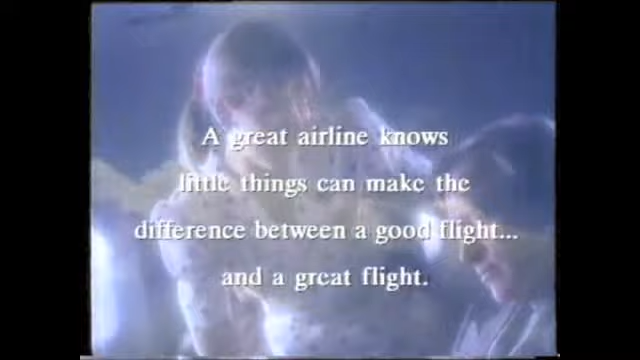 A great airline knows
little things can make the
difference between a good flight...
and a great flight.